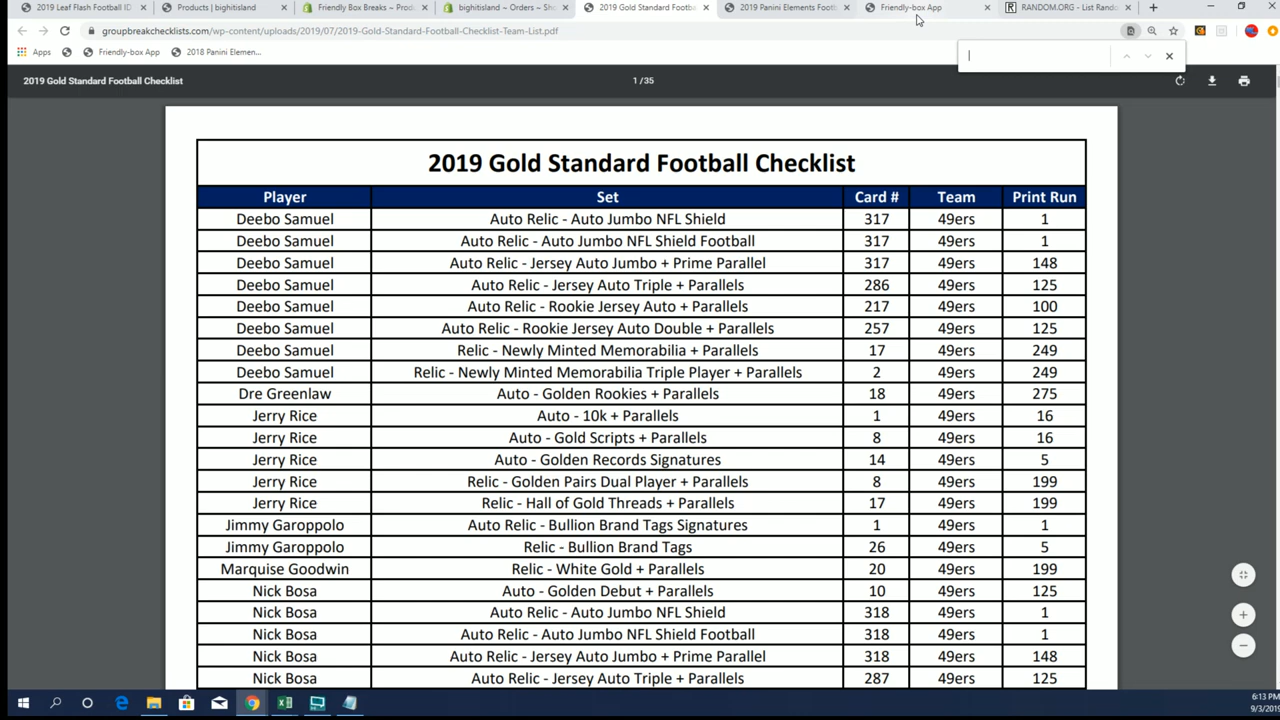 2019 Leaf Flash Football ID
Products | bighitisland
Friendly Box Breaks ~ Prod
bighitisland ~ Orders ~ Sh
2019 Gold Standard Footba
2019 Panini Elements Footb
Friendly-box App
RANDOM.ORG - List Rando
groupbreakchecklists.com/wp-content/uploads/2019/07/2019-Gold-Standard-Football-Checklist-Team-List.pdf
Apps
Friendly-box App
2018 Panini Elemen...
2019 Gold Standard Football Checklist
1 / 35
2019 Gold Standard Football Checklist
Player Set Card # Team Print Run
Deebo Samuel Auto Relic - Auto Jumbo NFL Shield 317 49ers 1
Deebo Samuel Auto Relic - Auto Jumbo NFL Shield Football 317 49ers 1
Deebo Samuel Auto Relic - Jersey Auto Jumbo + Prime Parallel 317 49ers 148
Deebo Samuel Auto Relic - Jersey Auto Triple + Parallels 286 49ers 125
Deebo Samuel Auto Relic - Rookie Jersey Auto + Parallels 217 49ers 100
Deebo Samuel Auto Relic - Rookie Jersey Auto Double + Parallels 257 49ers 125
Deebo Samuel Relic - Newly Minted Memorabilia + Parallels 17 49ers 249
Deebo Samuel Relic - Newly Minted Memorabilia Triple Player + Parallels 2 49ers 249
Dre Greenlaw Auto - Golden Rookies + Parallels 18 49ers 275
Jerry Rice Auto - 10k + Parallels 1 49ers 16
Jerry Rice Auto - Gold Scripts + Parallels 8 49ers 16
Jerry Rice Auto - Golden Records Signatures 14 49ers 5
Jerry Rice Relic - Golden Pairs Dual Player + Parallels 8 49ers 199
Jerry Rice Relic - Hall of Gold Threads + Parallels 17 49ers 199
Jimmy Garoppolo Auto Relic - Bullion Brand Tags Signatures 1 49ers 1
Jimmy Garoppolo Relic - Bullion Brand Tags 26 49ers 5
Marquise Goodwin Relic - White Gold + Parallels 20 49ers 199
Nick Bosa Auto - Golden Debut + Parallels 10 49ers 125
Nick Bosa Auto Relic - Auto Jumbo NFL Shield 318 49ers 1
Nick Bosa Auto Relic - Auto Jumbo NFL Shield Football 318 49ers 1
Nick Bosa Auto Relic - Jersey Auto Jumbo + Prime Parallel 318 49ers 148
Nick Bosa Auto Relic - Jersey Auto Triple + Parallels 287 49ers 125
6:13 PM
9/3/2019